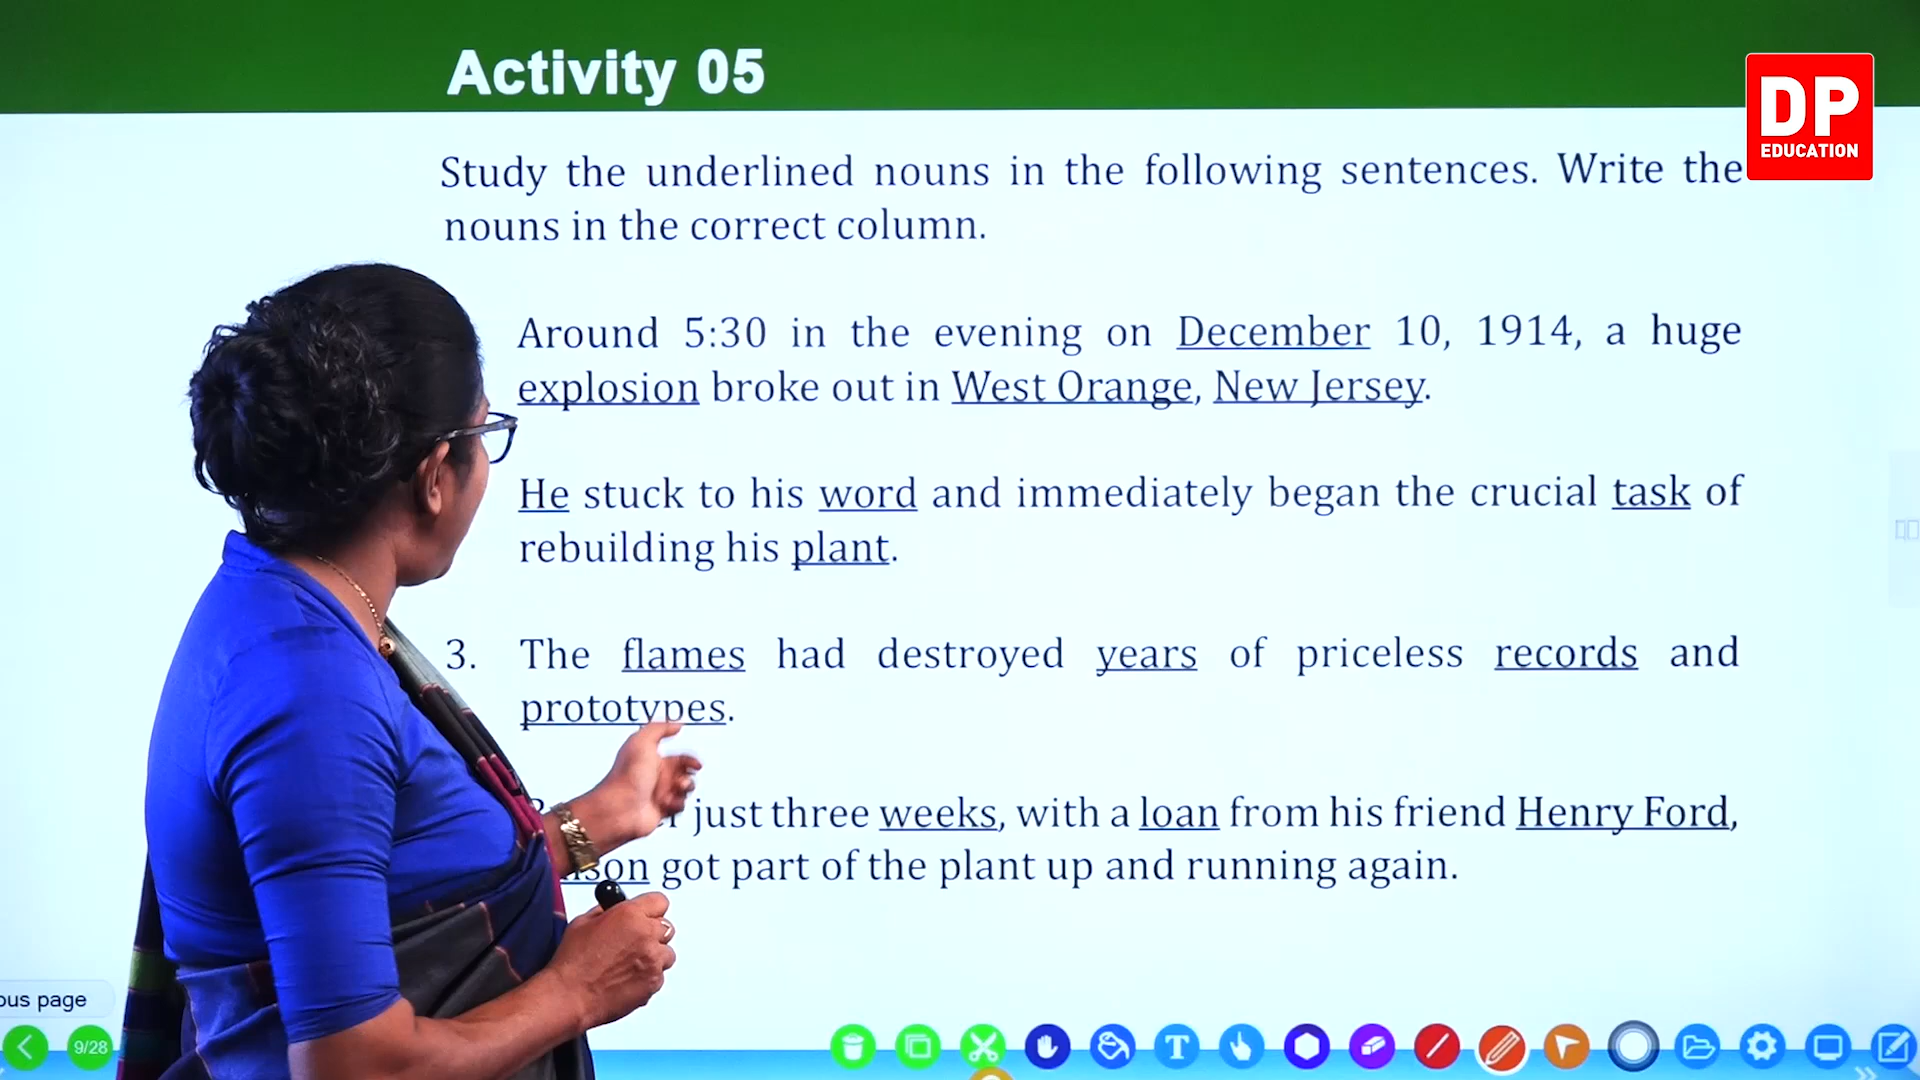 Activity 05
DP
EDUCATION
Study the underlined nouns in the following sentences. Write the
nouns in the correct column.
Around 5:30 in the evening on December 10, 1914, a huge
explosion broke out in West Orange, New Jersey.
He stuck to his word and immediately began the crucial task of
rebuilding his plant.
3. The flames had destroyed years of priceless records and
prototypes.
just three weeks, with a loan from his friend Henry Ford,
got part of the plant up and running again.
page
9/28
T